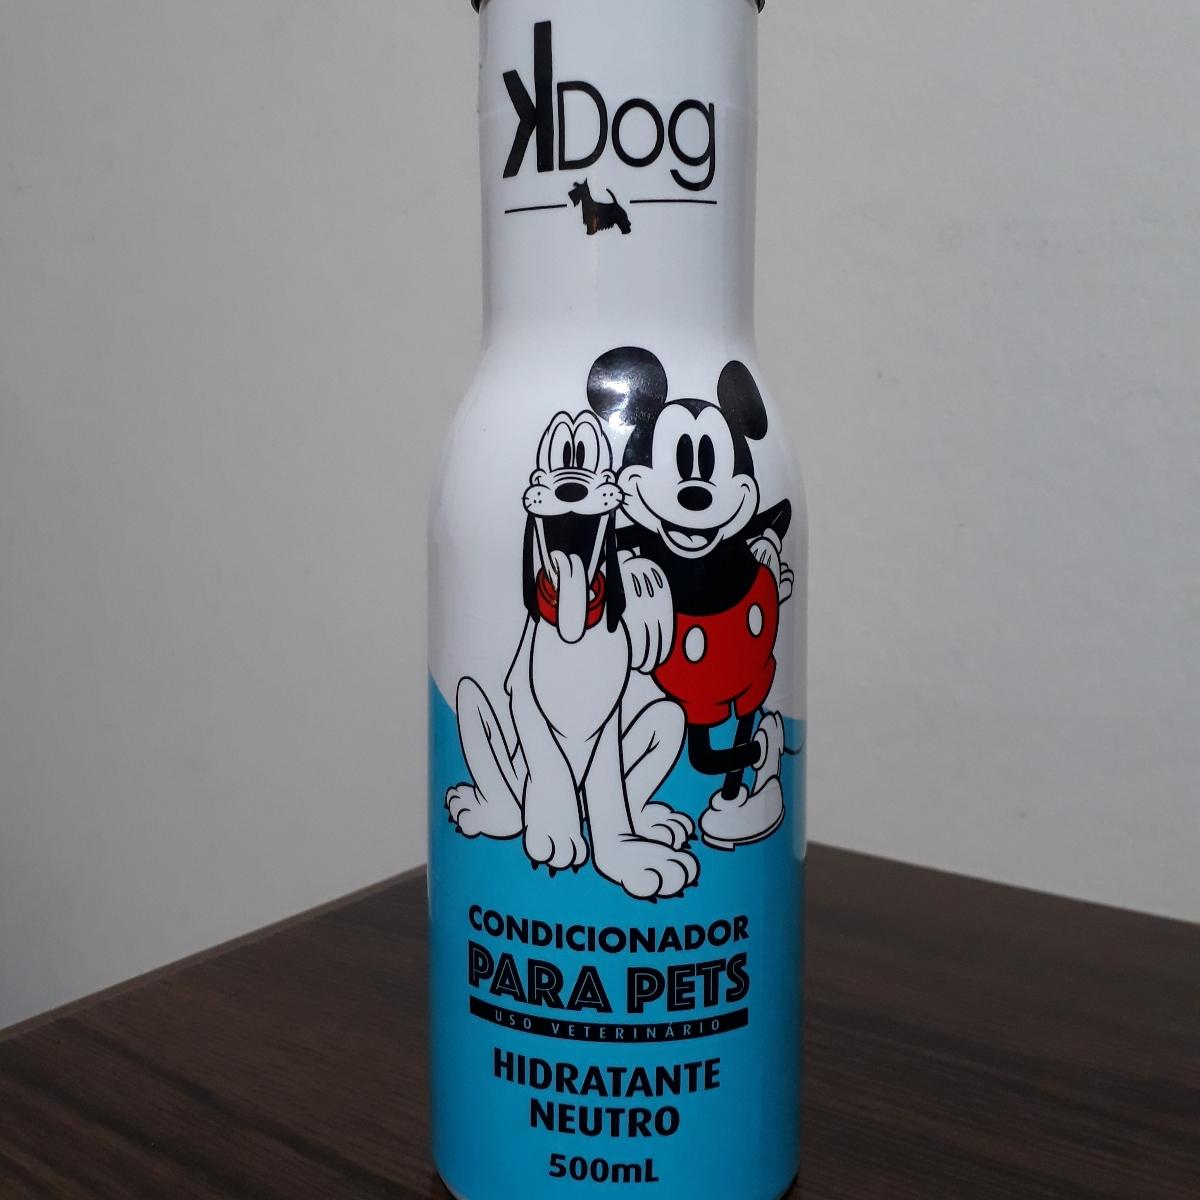 kDog
CONDICIONADOR
PARA PETS
USO VETERINÁRIO
HIDRATANTE
NEUTRO
500mL